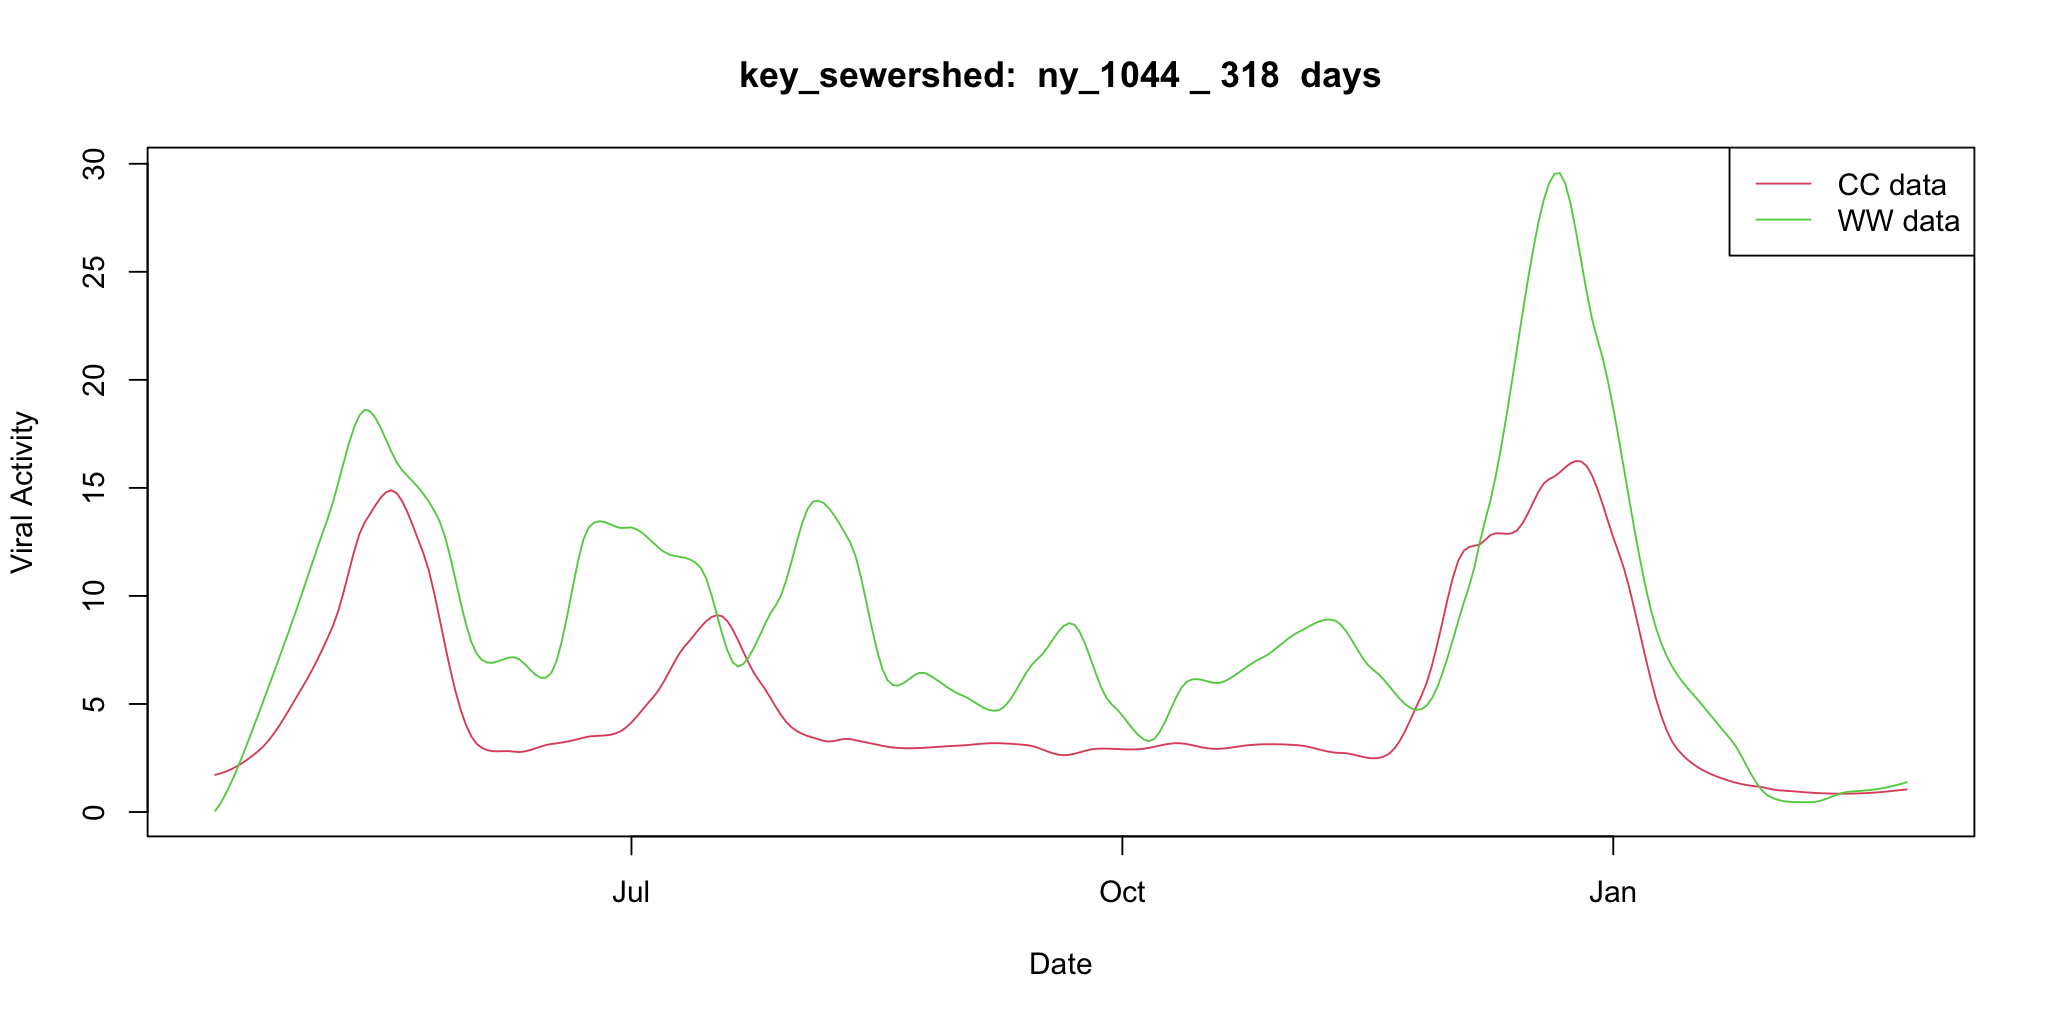 key_sewershed:  ny_1044 _ 318  days
30
25
20
15
10
5
0
Viral Activity
CC data
WW data
Jul
Oct
Jan
Date